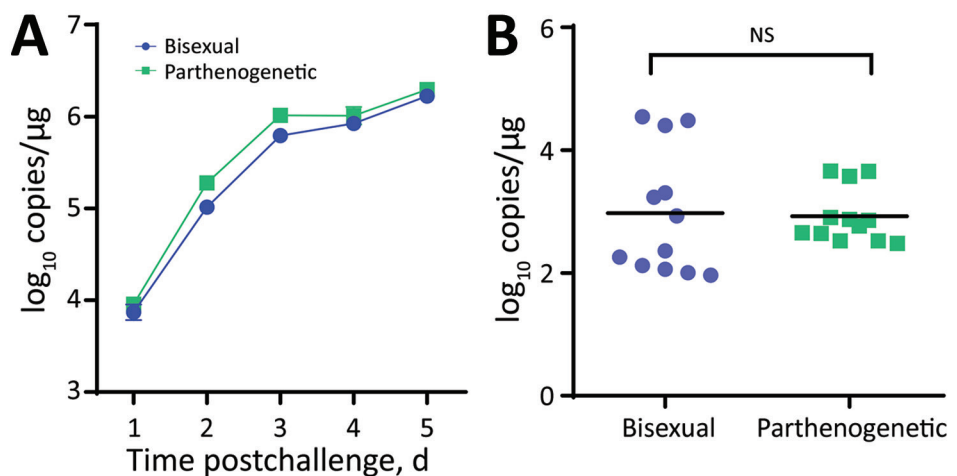 A
7
6
5
4
3
log10 copies/µg
Bisexual
Parthenogenetic
1 2 3 4 5
Time postchallenge, d
B
6
4
2
0
log10 copies/µg
NS
Bisexual Parthenogenetic